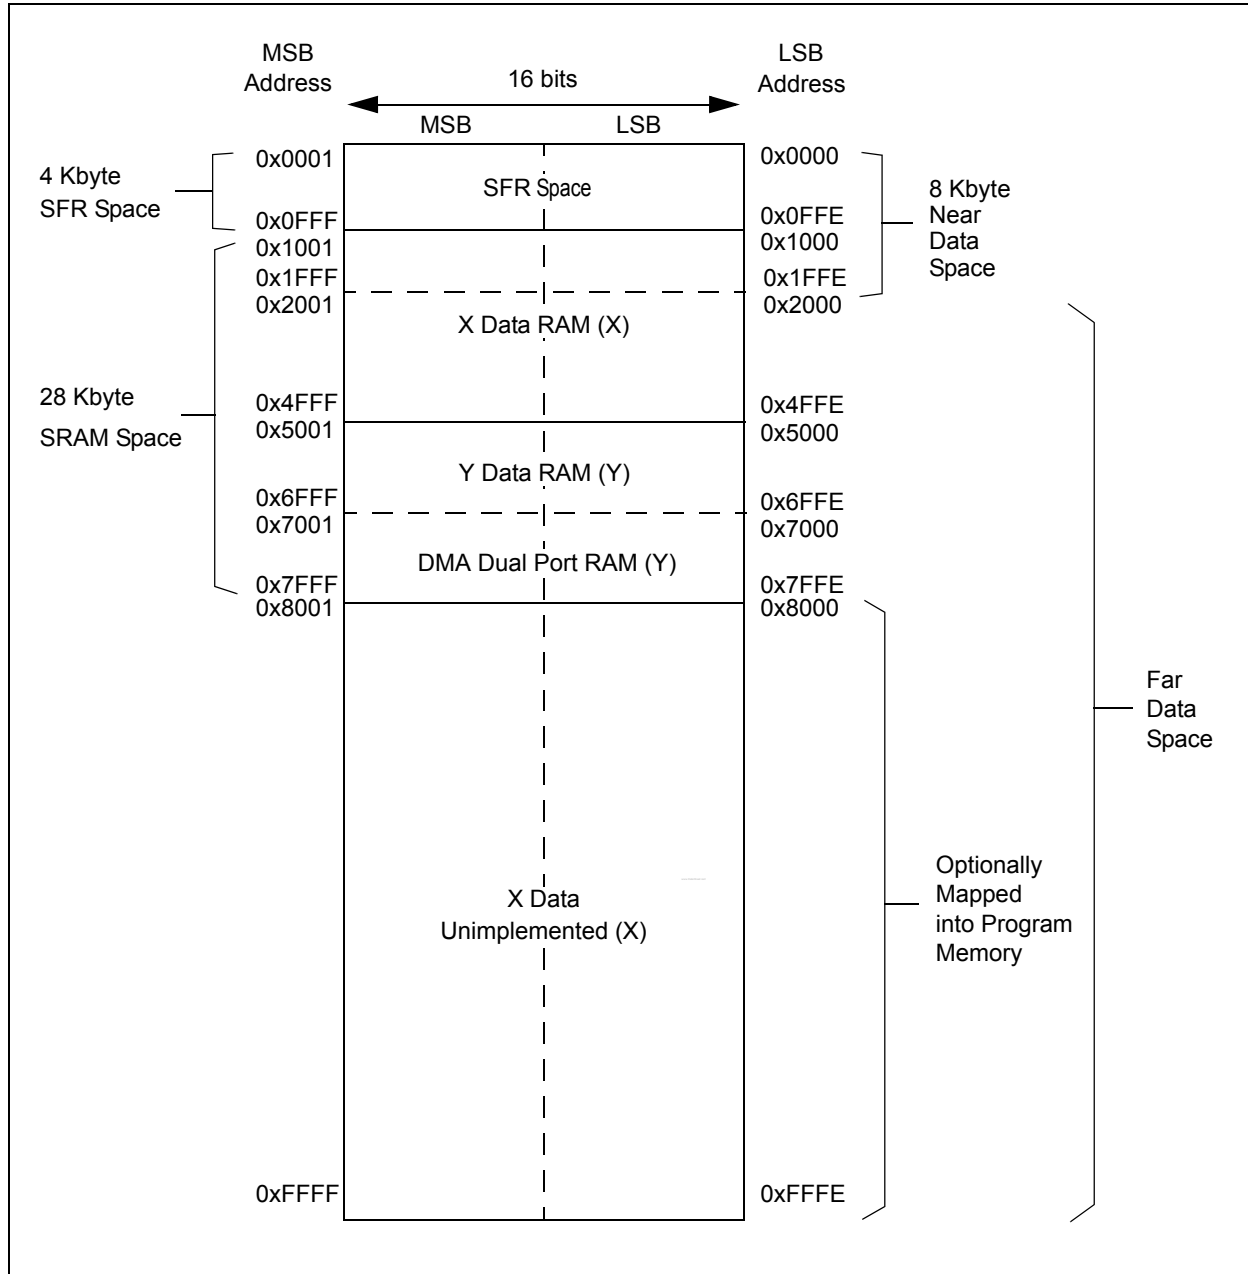 MSB
Address
LSB
Address
16 bits
MSB
LSB
0x0001
0x0000
4 Kbyte
SFR Space
SFR Space
8 Kbyte
Near
Data
Space
0x0FFF
0x0FFE
0x1001
0x1000
0x1FFF
0x1FFE
0x2001
0x2000
X Data RAM (X)
28 Kbyte
SRAM Space
0x4FFF
0x4FFE
0x5001
0x5000
Y Data RAM (Y)
0x6FFF
0x6FFE
0x7001
0x7000
DMA Dual Port RAM (Y)
0x7FFF
0x7FFE
0x8001
0x8000
Far
Data
Space
Optionally
Mapped
into Program
Memory
X Data
Unimplemented (X)
0xFFFF
0xFFFE